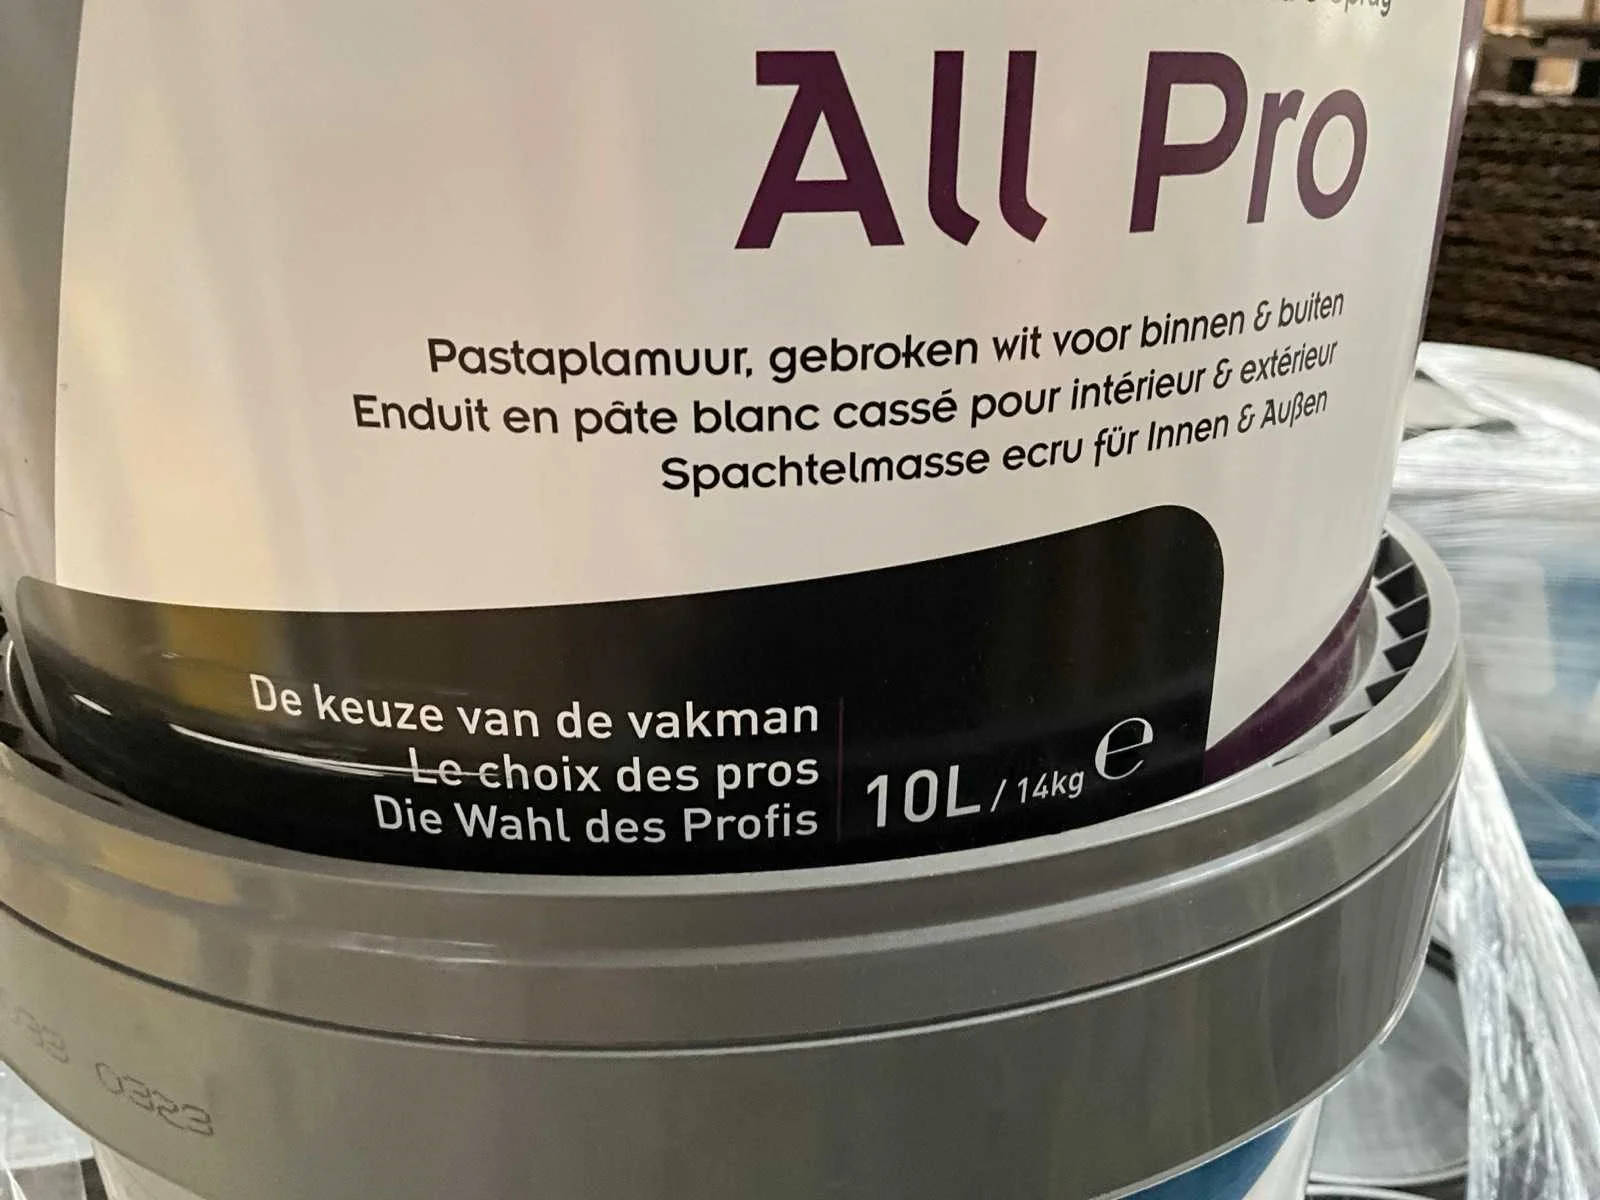 All Pro
Pastaplamuur, gebroken wit voor binnen & buiten
Enduit en pâte blanc cassé pour intérieur & extérieur
Spachtelmasse ecru für Innen & Außen
De keuze van de vakman
Le choix des pros
Die Wahl des Profis
10L / 14kg e